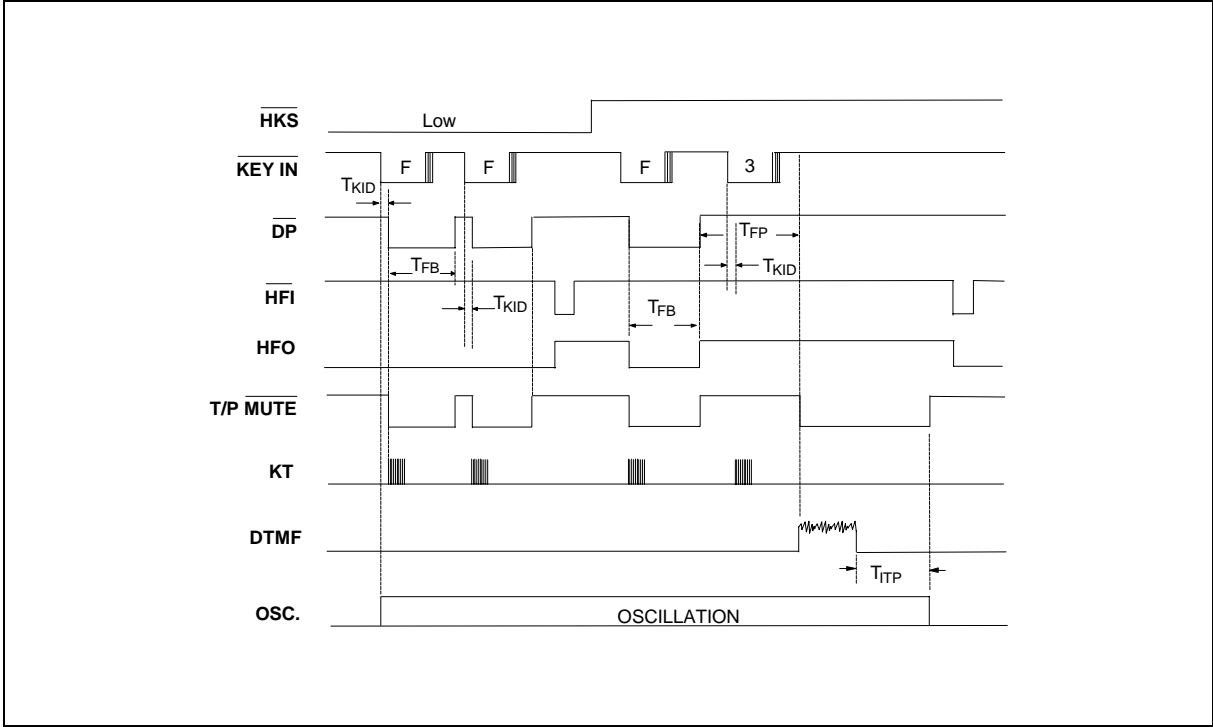 HKS
Low
KEY IN
F
F
F
3
TKID
DP
TFB
TFP
TKID
HFI
TKID
TFB
HFO
T/P MUTE
KT
DTMF
TITP
OSC.
OSCILLATION